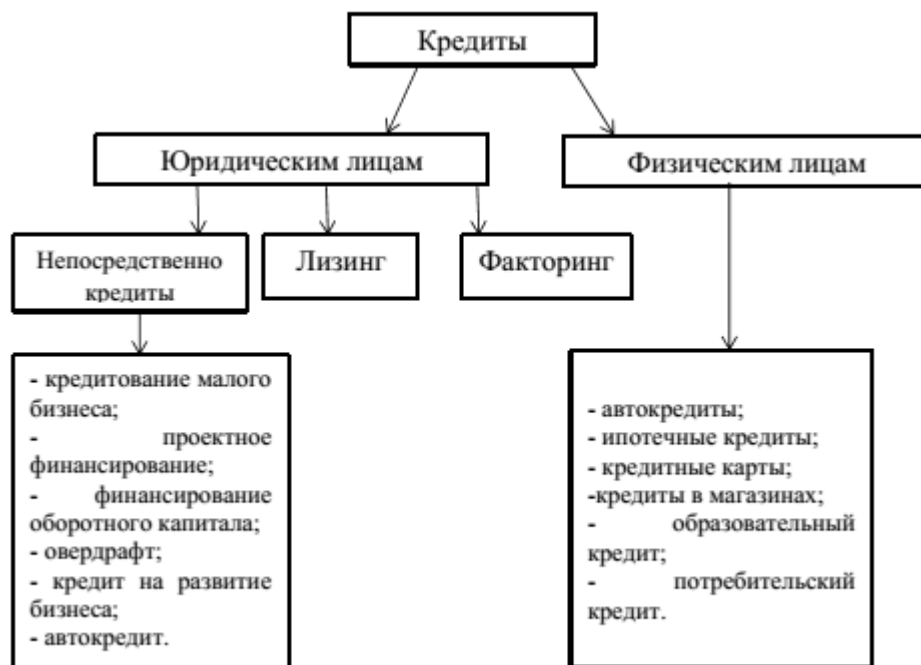 Кредиты
Юридическим лицам
Физическим лицам
Непосредственно
кредиты
Лизинг
Факторинг
- кредитование малого
бизнеса;
- проектное
финансирование;
- финансирование
оборотного капитала;
- овердрафт;
- кредит на развитие
бизнеса;
- автокредит.
- автокредиты;
- ипотечные кредиты;
- кредитные карты;
-кредиты в магазинах;
- образовательный
кредит;
- потребительский
кредит.